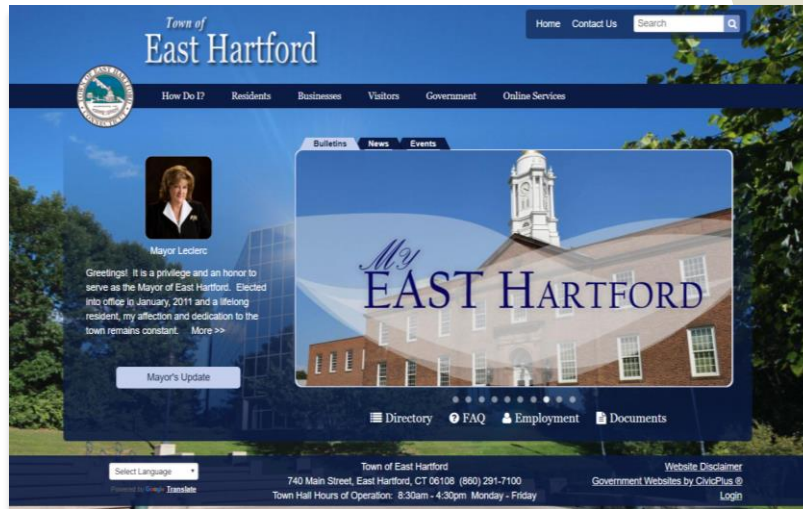 Town of
East Hartford
Home Contact Us Search
How Do I? Residents Businesses Visitors Government Online Services
Bulletins News Events
Mayor Leclerc
Greetings! It is a privilege and an honor to
serve as the Mayor of East Hartford. Elected
into office in January, 2011 and a lifelong
resident, my affection and dedication to the
town remains constant. More >>
Mayor's Update
My
EAST HARTFORD
Directory FAQ Employment Documents
Select Language
Powered by Google Translate
Town of East Hartford
740 Main Street, East Hartford, CT 06108 (860) 291-7100
Town Hall Hours of Operation: 8:30am - 4:30pm Monday - Friday
Website Disclaimer
Government Websites by CivicPlus ®
Login